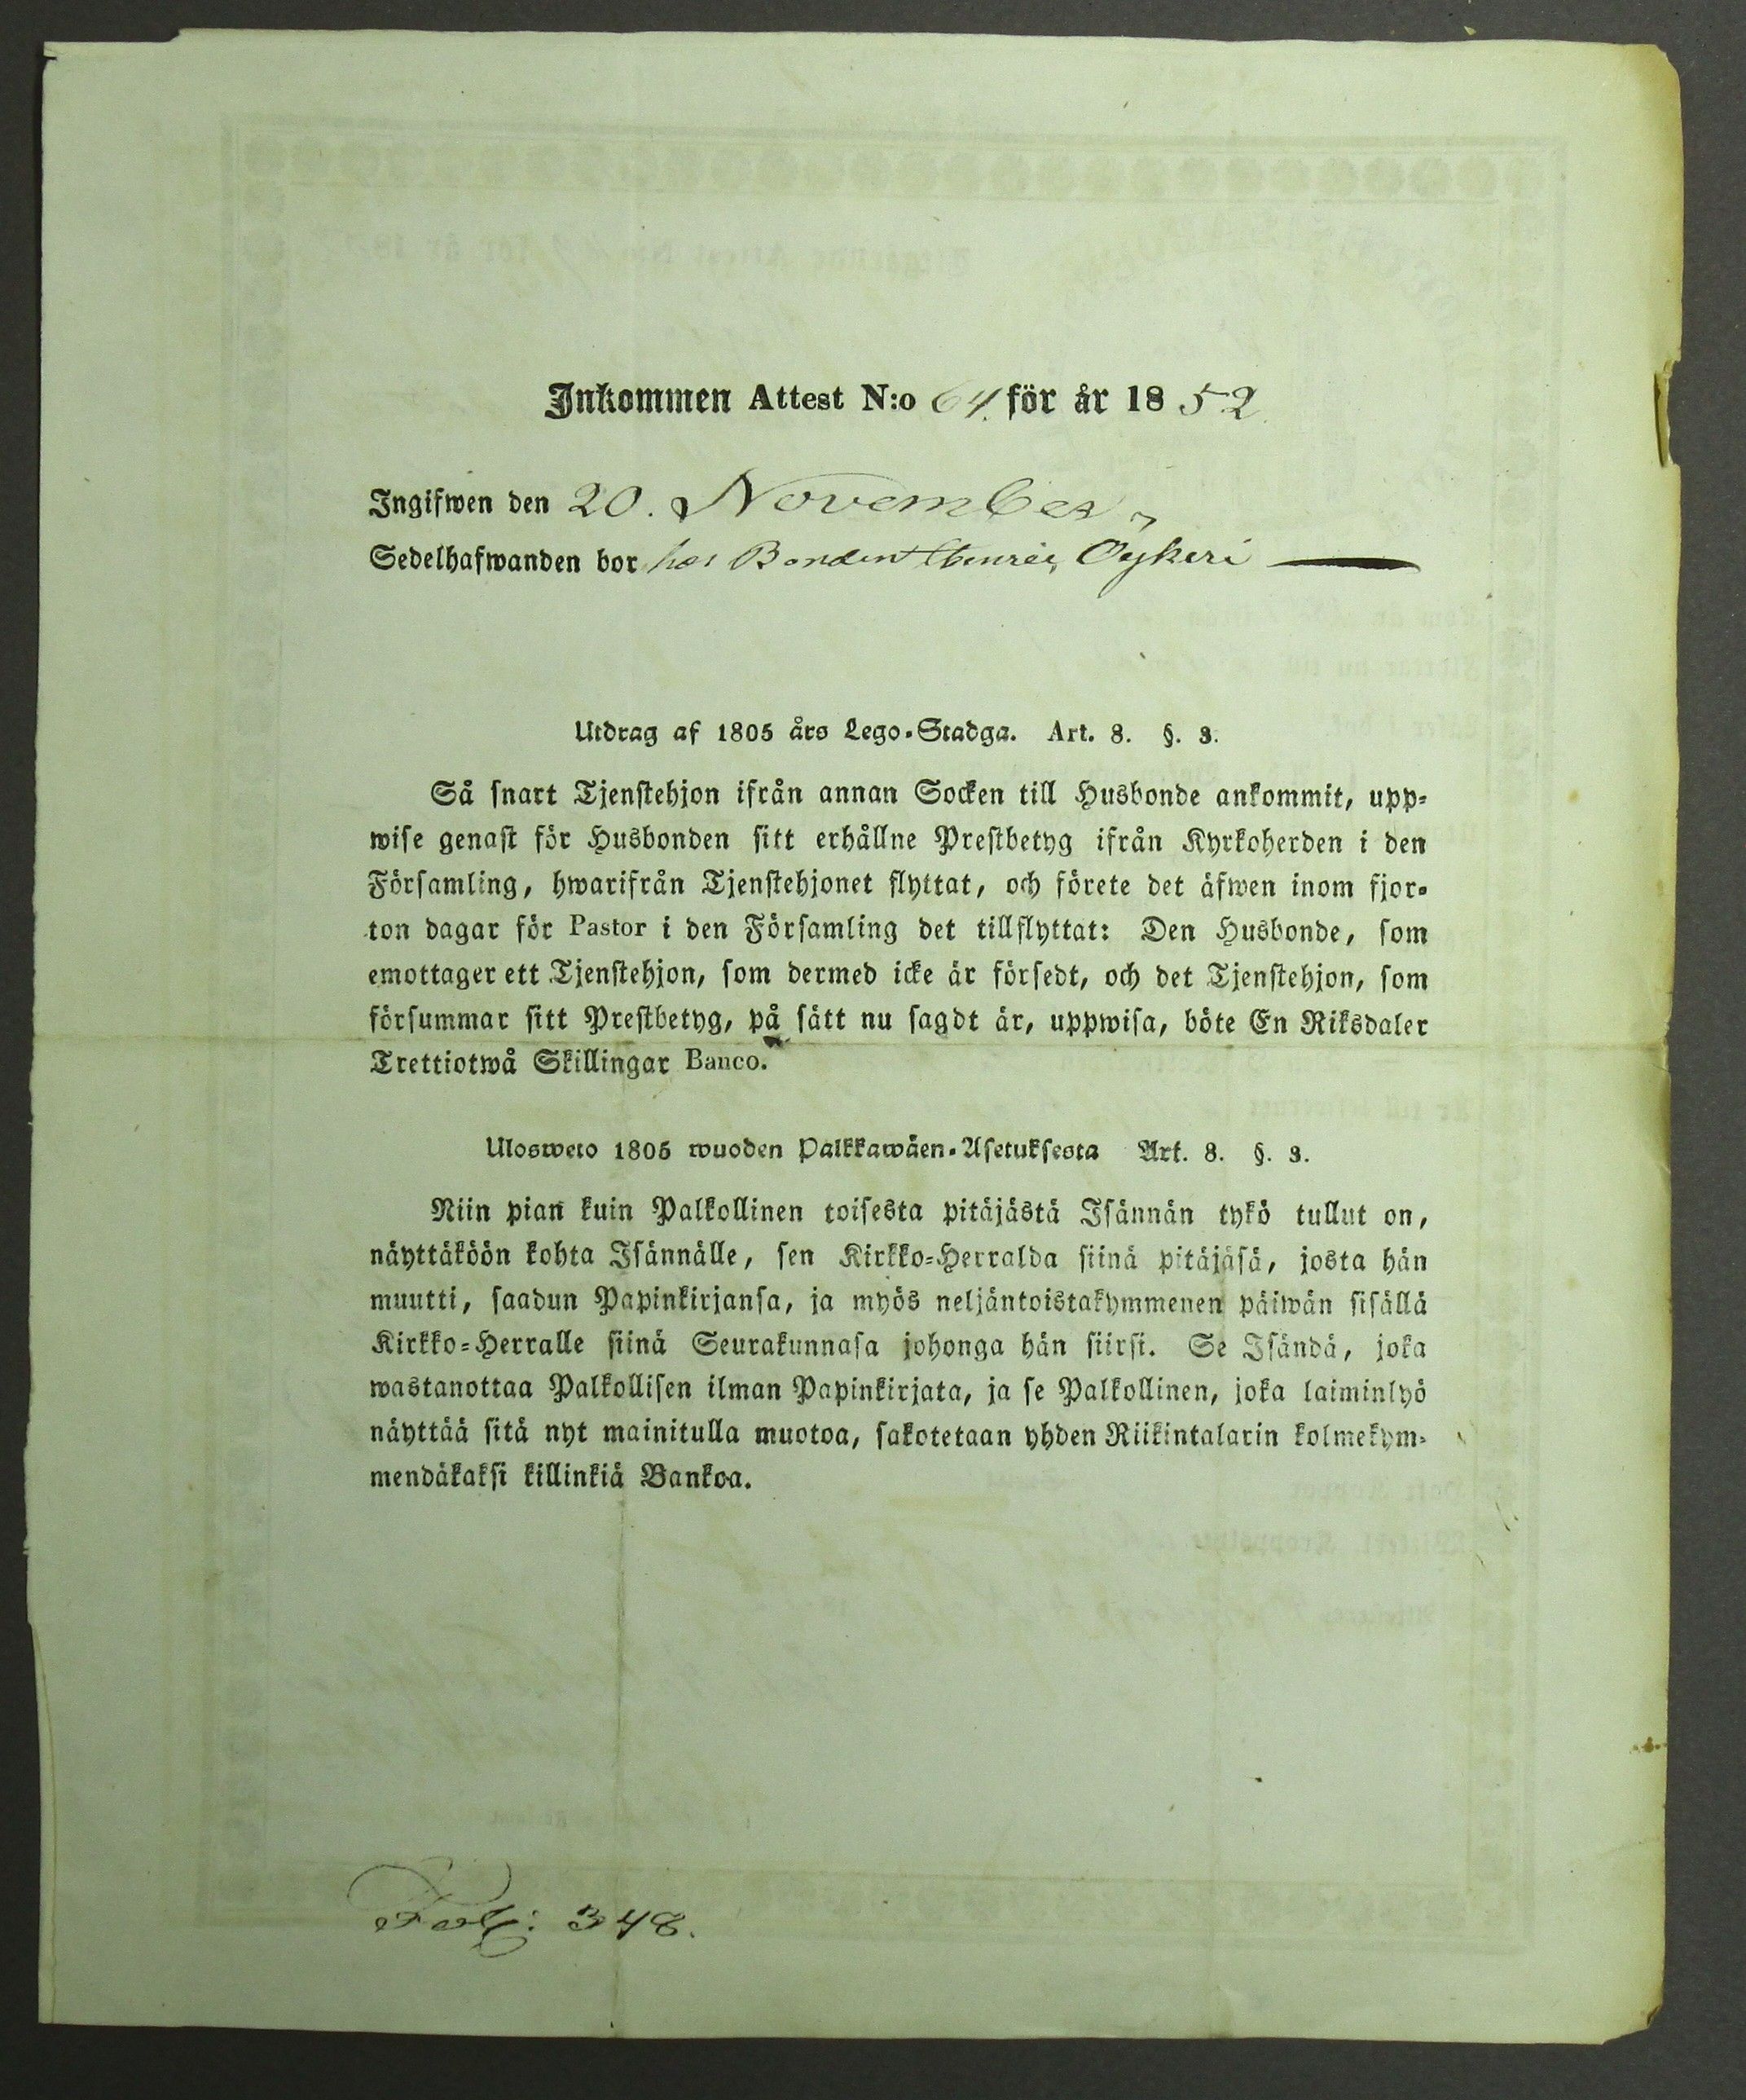 Inkommen Attest N:o 64. för år 1852.
Ingifwen den 20. November
Sedelhafwanden bor hos Bonden Henric Öykeri
Utdrag af 1805 års Lego-Stadga. Art. 8. §. 3.
Så snart Tjenstehjon ifrån annan Socken till Husbonde ankommit, upp-
wise genast för Husbonden sitt erhållne Prestbetyg ifrån Kyrkoherden i den
Församling, hwarifrån Tjenstehjonet flyttat, och förete det äfwen inom fjor-
ton dagar för Pastor i den Församling det tillflyttat: Den Husbonde, som
emottager ett Tjenstehjon, som dermed icke är försedt, och det Tjenstehjon, som
försummar sitt Prestbetyg, på sätt nu sagdt är, uppwisa, böte En Riksdaler
Trettiotwå Skillingar Banco.
Ulosweto 1805 wuoden Palkkawäen-Asetuksesta Art. 8. §. 3.
Niin pian kuin Palkollinen toisesta pitäjästä Isännän tykö tullut on,
näyttäköön kohta Isännälle, sen Kirkko-Herralda siinä pitäjäsä, josta hän
muutti, saadun Papinkirjansa, ja myös neljäntoistakymmenen päiwän sisällä
Kirkko-Herralle siinä Seurakunnasa johonga hän siirsi. Se Isändä, joka
wastanottaa Palkollisen ilman Papinkirjata, ja se Palkollinen, joka laiminlyö
näyttää sitä nyt mainitulla muotoa, sakotetaan yhden Riikintalarin kolmekym-
mendäkaksi killinkiä Bankoa.
Fol: 348.